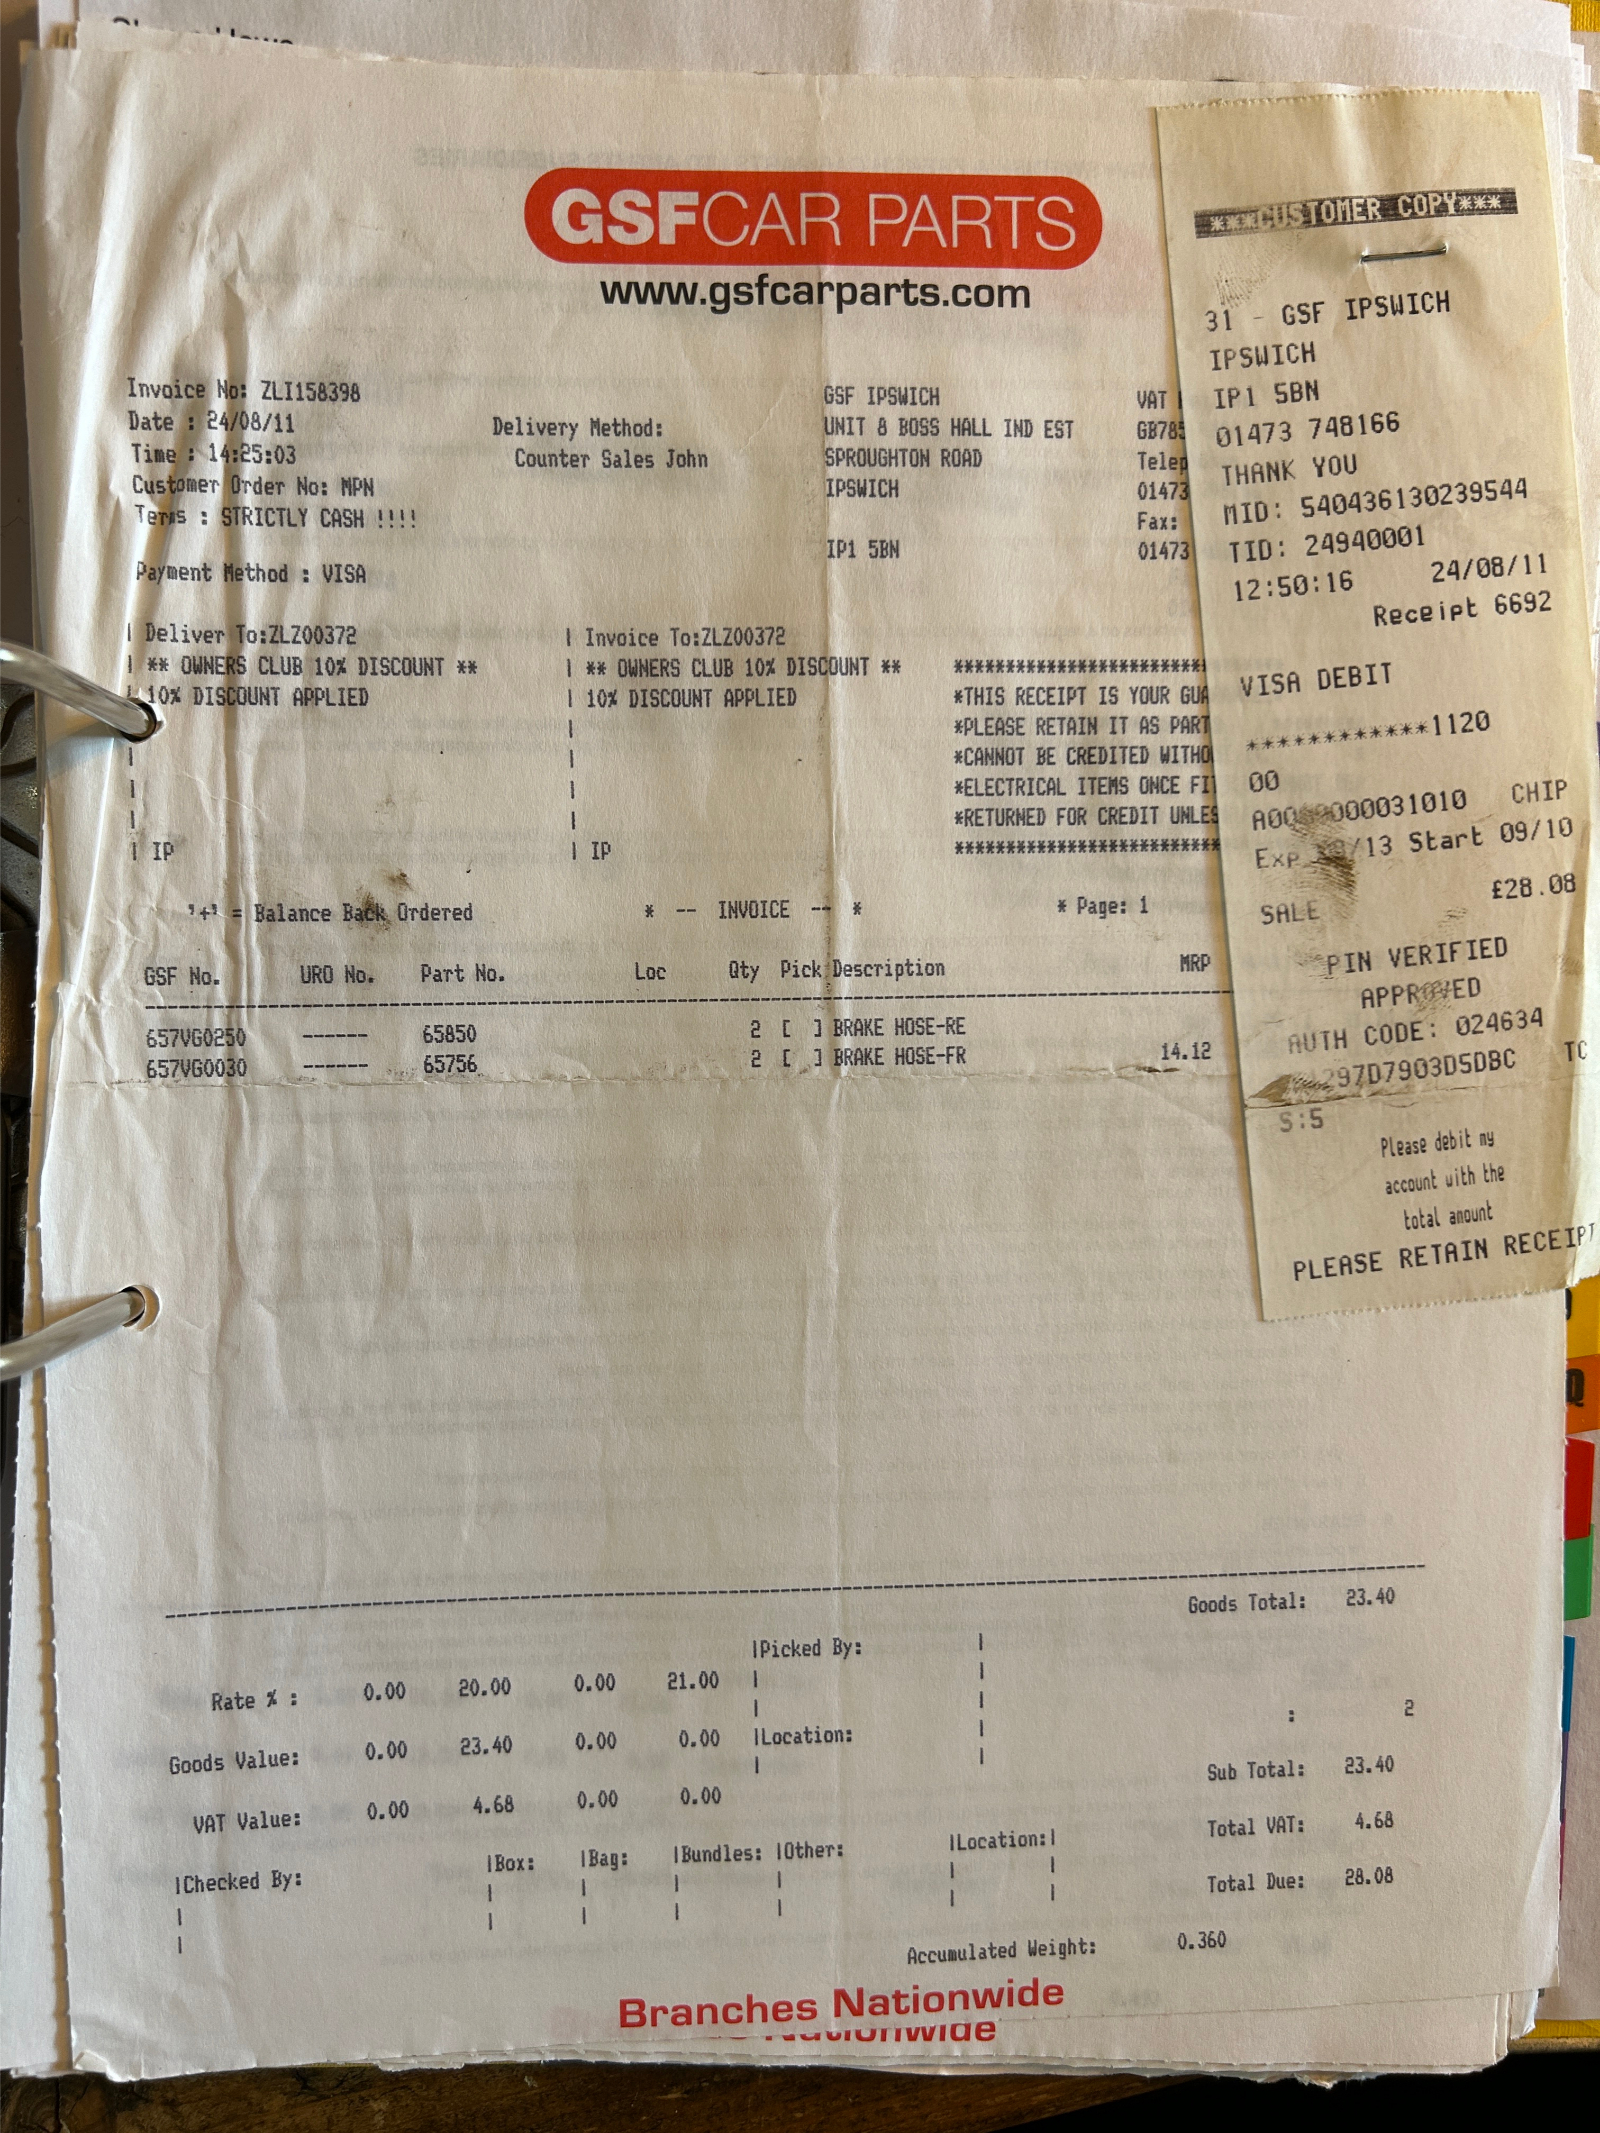 GSFCAR PARTS
www.gsfcarparts.com
Invoice No: ZLI158398
Date : 24/08/11
Time : 14:25:03
Customer Order No: MPN
Terms : STRICTLY CASH !!!!
Payment Method : VISA
Delivery Method:
Counter Sales John
GSF IPSWICH
UNIT 8 BOSS HALL IND EST
SPROUGHTON ROAD
IPSWICH
IP1 5BN
VAT
GB785
Telep
01473
Fax:
01473
| Deliver To:ZLZ00372
| ** OWNERS CLUB 10% DISCOUNT **
| 10% DISCOUNT APPLIED
| IP
| Invoice To:ZLZ00372
| ** OWNERS CLUB 10% DISCOUNT **
| 10% DISCOUNT APPLIED
| IP
*************************
*THIS RECEIPT IS YOUR GUA
*PLEASE RETAIN IT AS PART
*CANNOT BE CREDITED WITHO
*ELECTRICAL ITEMS ONCE FI
*RETURNED FOR CREDIT UNLES
**************************
'+' = Balance Back Ordered * -- INVOICE -- * * Page: 1
GSF No. URO No. Part No. Loc Qty Pick Description MRP
657VG0250 ------ 65850 2 [ ] BRAKE HOSE-RE
657VG0030 ------ 65756 2 [ ] BRAKE HOSE-FR 14.12
Goods Total: 23.40
|Picked By: |
Rate % : 0.00 20.00 0.00 21.00
: 2
|Location:
Goods Value: 0.00 23.40 0.00 0.00
Sub Total: 23.40
VAT Value: 0.00 4.68 0.00 0.00
Total VAT: 4.68
|Checked By: |Box: |Bag: |Bundles: |Other: |Location:|
Total Due: 28.08
Accumulated Weight: 0.360
Branches Nationwide
Nationwide
***CUSTOMER COPY***
31 - GSF IPSWICH
IPSWICH
IP1 5BN
01473 748166
THANK YOU
MID: 540436130239544
TID: 24940001
12:50:16 24/08/11
Receipt 6692
VISA DEBIT
************1120
00
CHIP
Exp /13 Start 09/10
SALE £28.08
PIN VERIFIED
APPROVED
AUTH CODE: 024634
297D7903D5DBC TC
S:5
Please debit my
account with the
total amount
PLEASE RETAIN RECEIPT